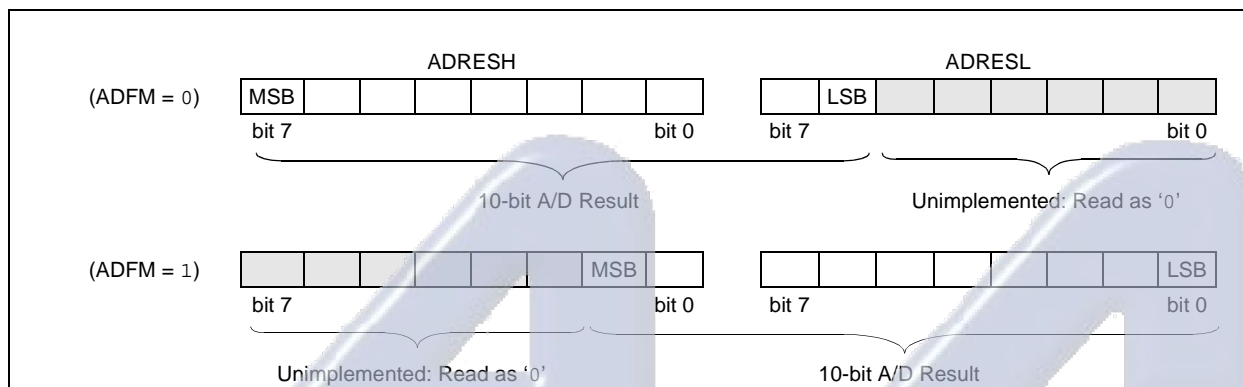 ADRESH ADRESL
(ADFM = 0) MSB LSB
bit 7 bit 0 bit 7 bit 0
10-bit A/D Result Unimplemented: Read as ‘0’
(ADFM = 1) MSB LSB
bit 7 bit 0 bit 7 bit 0
Unimplemented: Read as ‘0’ 10-bit A/D Result